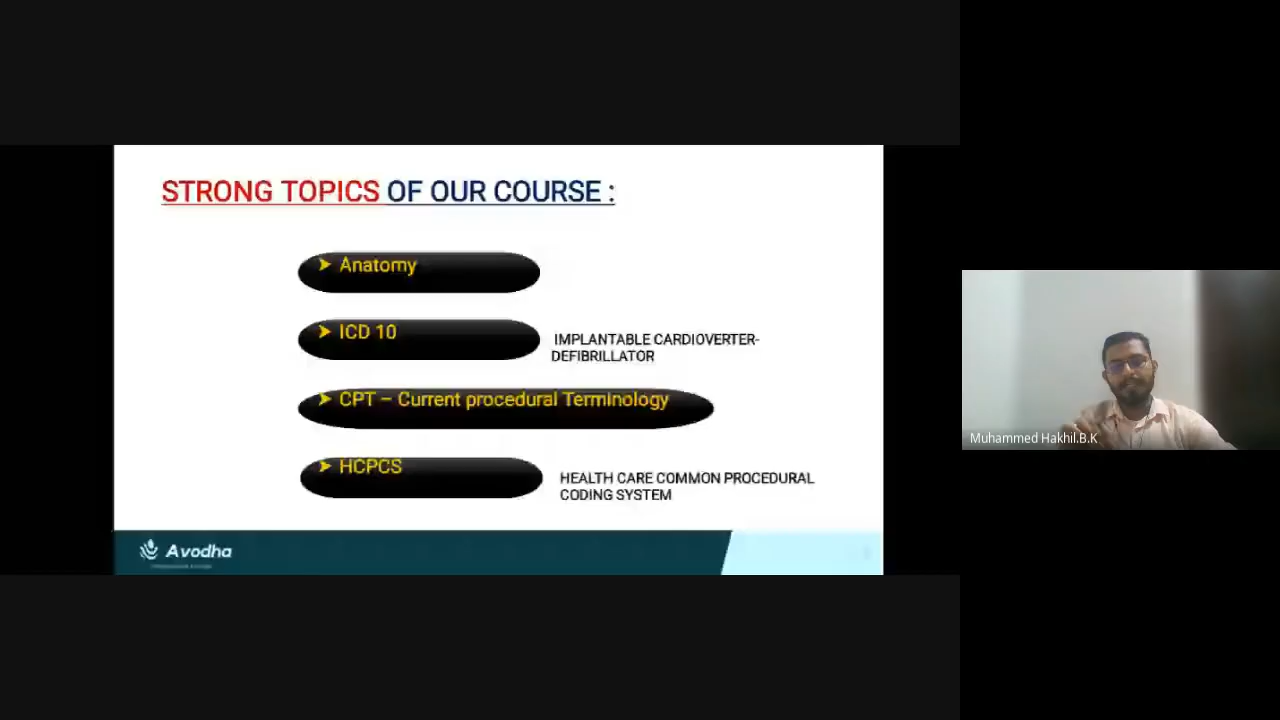 STRONG TOPICS OF OUR COURSE :
➤ Anatomy
➤ ICD 10
IMPLANTABLE CARDIOVERTER-
DEFIBRILLATOR
➤ CPT – Current procedural Terminology
➤ HCPCS
HEALTH CARE COMMON PROCEDURAL
CODING SYSTEM
Avodha
Muhammed Hakhil.B.K